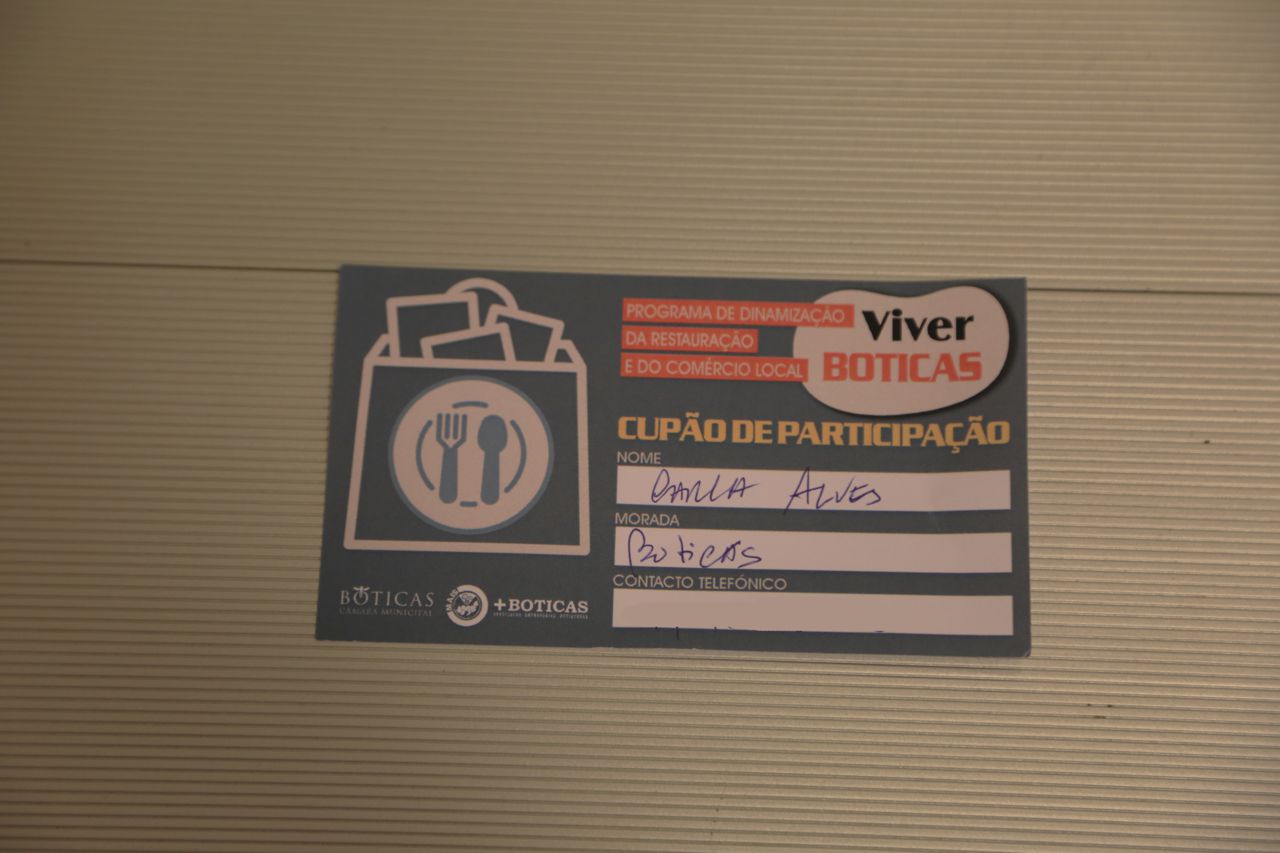 PROGRAMA DE DINAMIZAÇÃO
DA RESTAURAÇÃO
E DO COMÉRCIO LOCAL
Viver
BOTICAS
CUPÃO DE PARTICIPAÇÃO
NOME
CARLA ALVES
MORADA
Boticas
CONTACTO TELEFÓNICO
BOTICAS
CÂMARA MUNICIPAL
MAIS
+BOTICAS